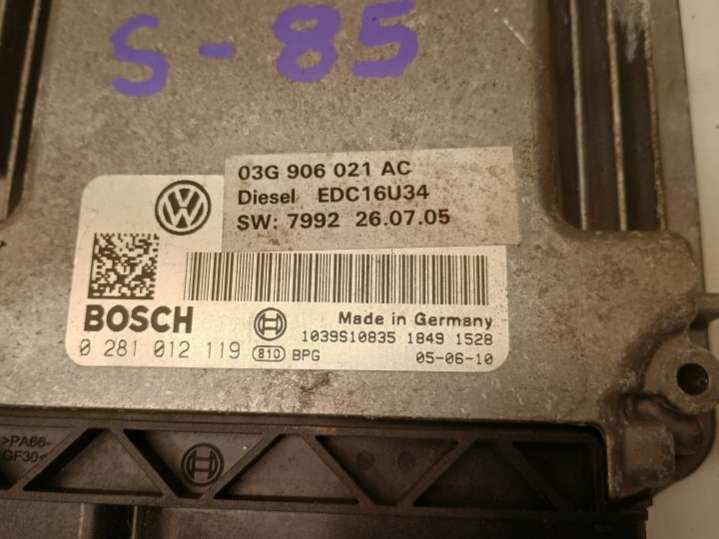 S-85
03G 906 021 AC
Diesel EDC16U34
SW: 7992 26.07.05
BOSCH
Made in Germany
0 281 012 119
810 BPG
1039S10835 1849 1528
05-06-10
>PA66-
GF30<